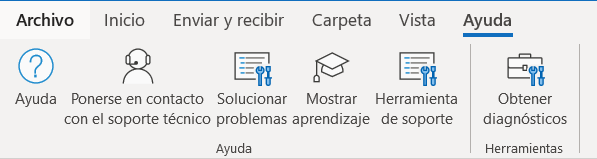 Archivo Inicio Enviar y recibir Carpeta Vista Ayuda
Ayuda Ponerse en contacto Solucionar Mostrar Herramienta Obtener
con el soporte técnico problemas aprendizaje de soporte diagnósticos
Ayuda Herramientas